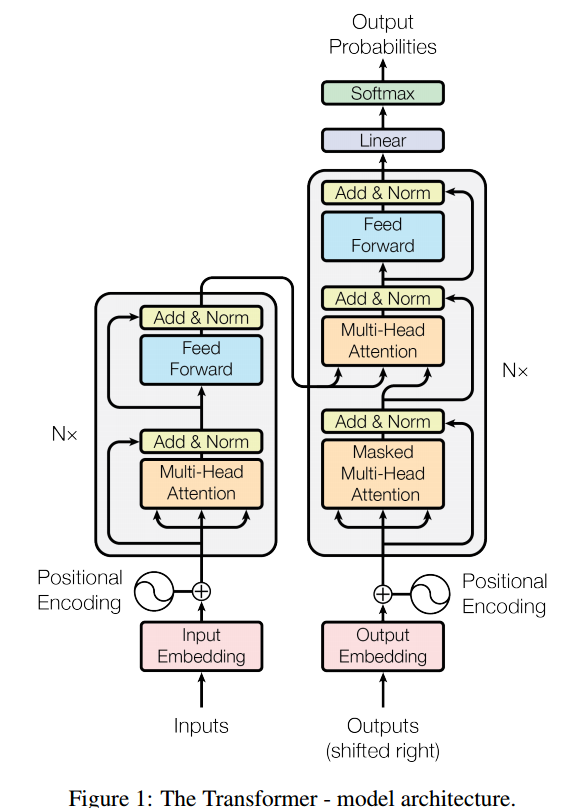 Output
Probabilities
Softmax
Linear
Add & Norm
Feed
Forward
Add & Norm
Multi-Head
Attention
Add & Norm
Masked
Multi-Head
Attention
N×
Add & Norm
Feed
Forward
Add & Norm
Multi-Head
Attention
N×
Positional
Encoding
Positional
Encoding
Input
Embedding
Output
Embedding
Inputs
Outputs
(shifted right)
Figure 1: The Transformer - model architecture.